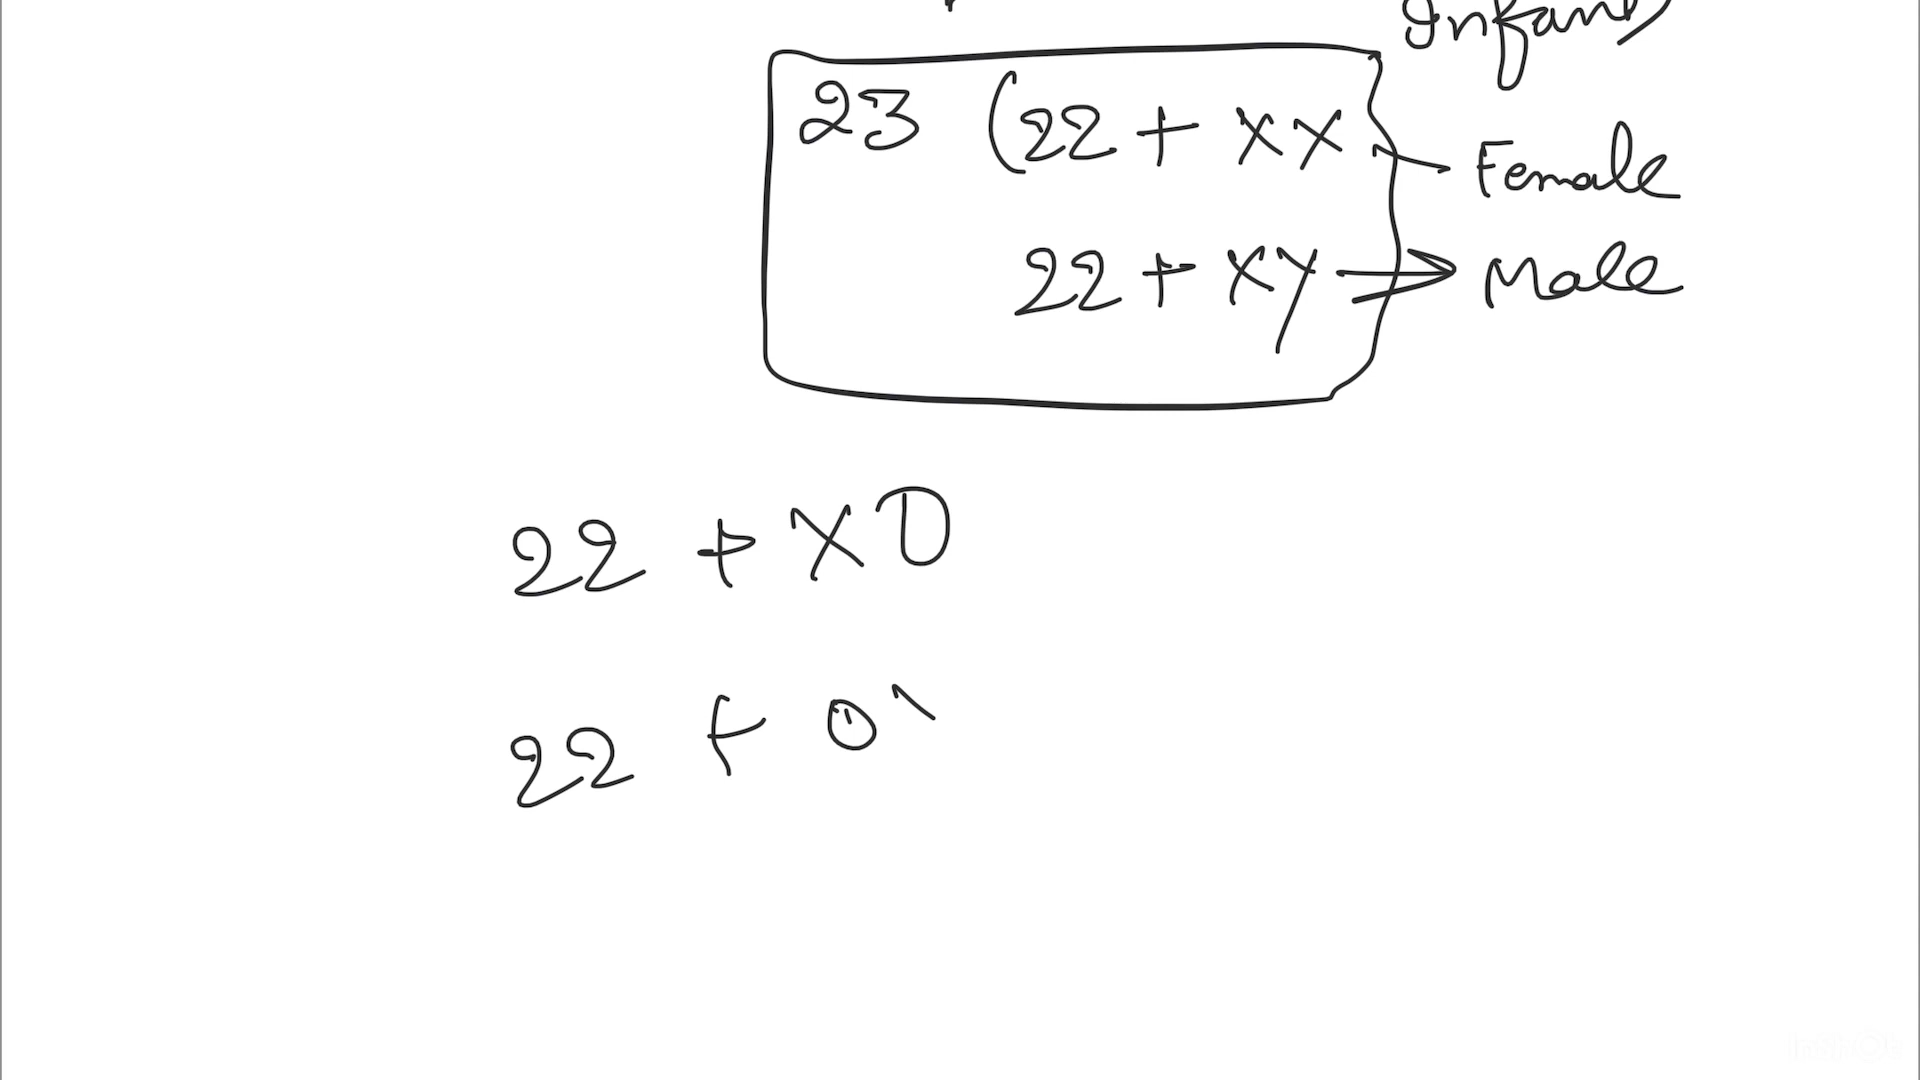 Infant
23 (22 + XX → Female
22 + XY → Male
22 + XO
22 + O